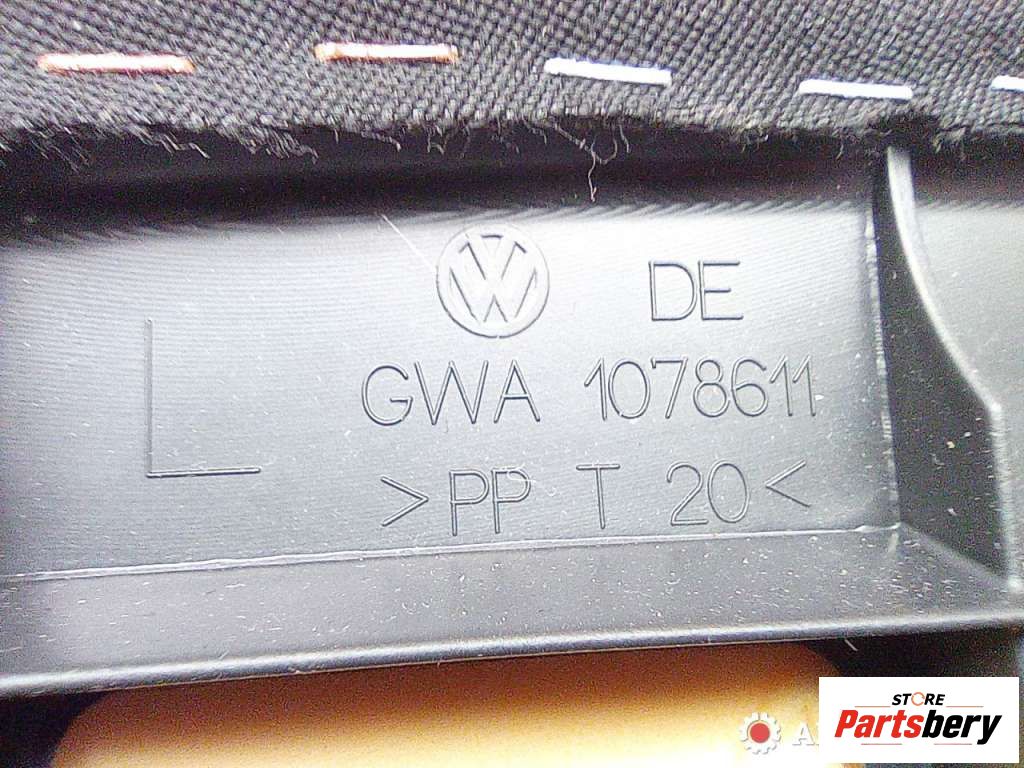 DE
GWA 1078611
>PP T 20<
STORE
Partsbery